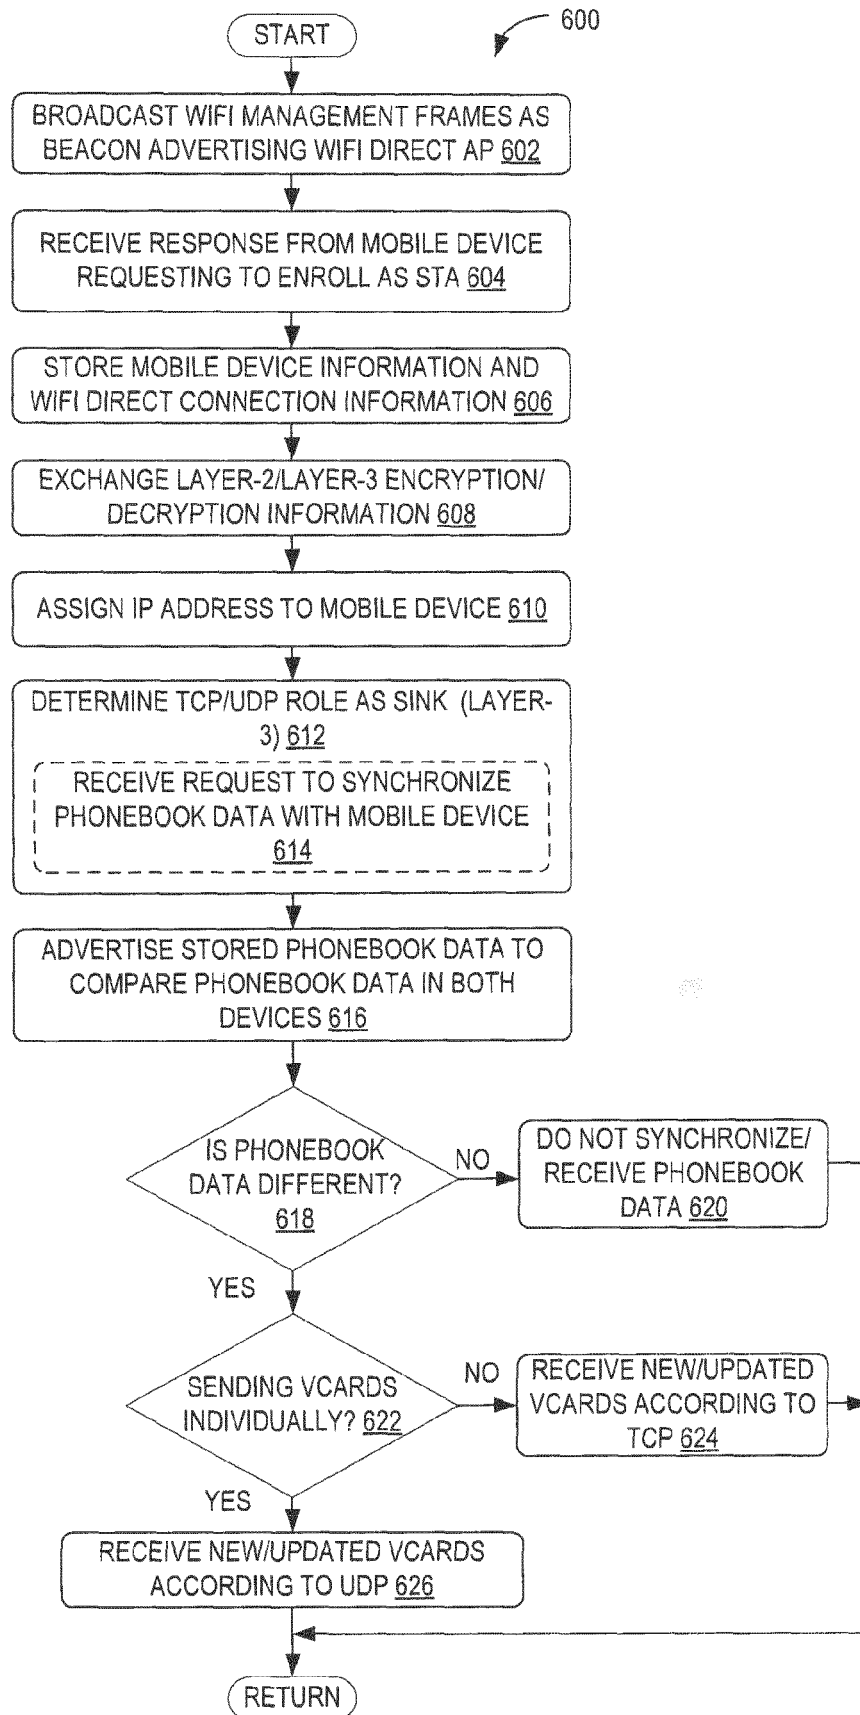 START
600
BROADCAST WIFI MANAGEMENT FRAMES AS
BEACON ADVERTISING WIFI DIRECT AP 602
RECEIVE RESPONSE FROM MOBILE DEVICE
REQUESTING TO ENROLL AS STA 604
STORE MOBILE DEVICE INFORMATION AND
WIFI DIRECT CONNECTION INFORMATION 606
EXCHANGE LAYER-2/LAYER-3 ENCRYPTION/
DECRYPTION INFORMATION 608
ASSIGN IP ADDRESS TO MOBILE DEVICE 610
DETERMINE TCP/UDP ROLE AS SINK (LAYER-
3) 612
RECEIVE REQUEST TO SYNCHRONIZE
PHONEBOOK DATA WITH MOBILE DEVICE
614
ADVERTISE STORED PHONEBOOK DATA TO
COMPARE PHONEBOOK DATA IN BOTH
DEVICES 616
IS PHONEBOOK
DATA DIFFERENT?
618
NO
DO NOT SYNCHRONIZE/
RECEIVE PHONEBOOK
DATA 620
YES
SENDING VCARDS
INDIVIDUALLY? 622
NO
RECEIVE NEW/UPDATED
VCARDS ACCORDING TO
TCP 624
YES
RECEIVE NEW/UPDATED VCARDS
ACCORDING TO UDP 626
RETURN